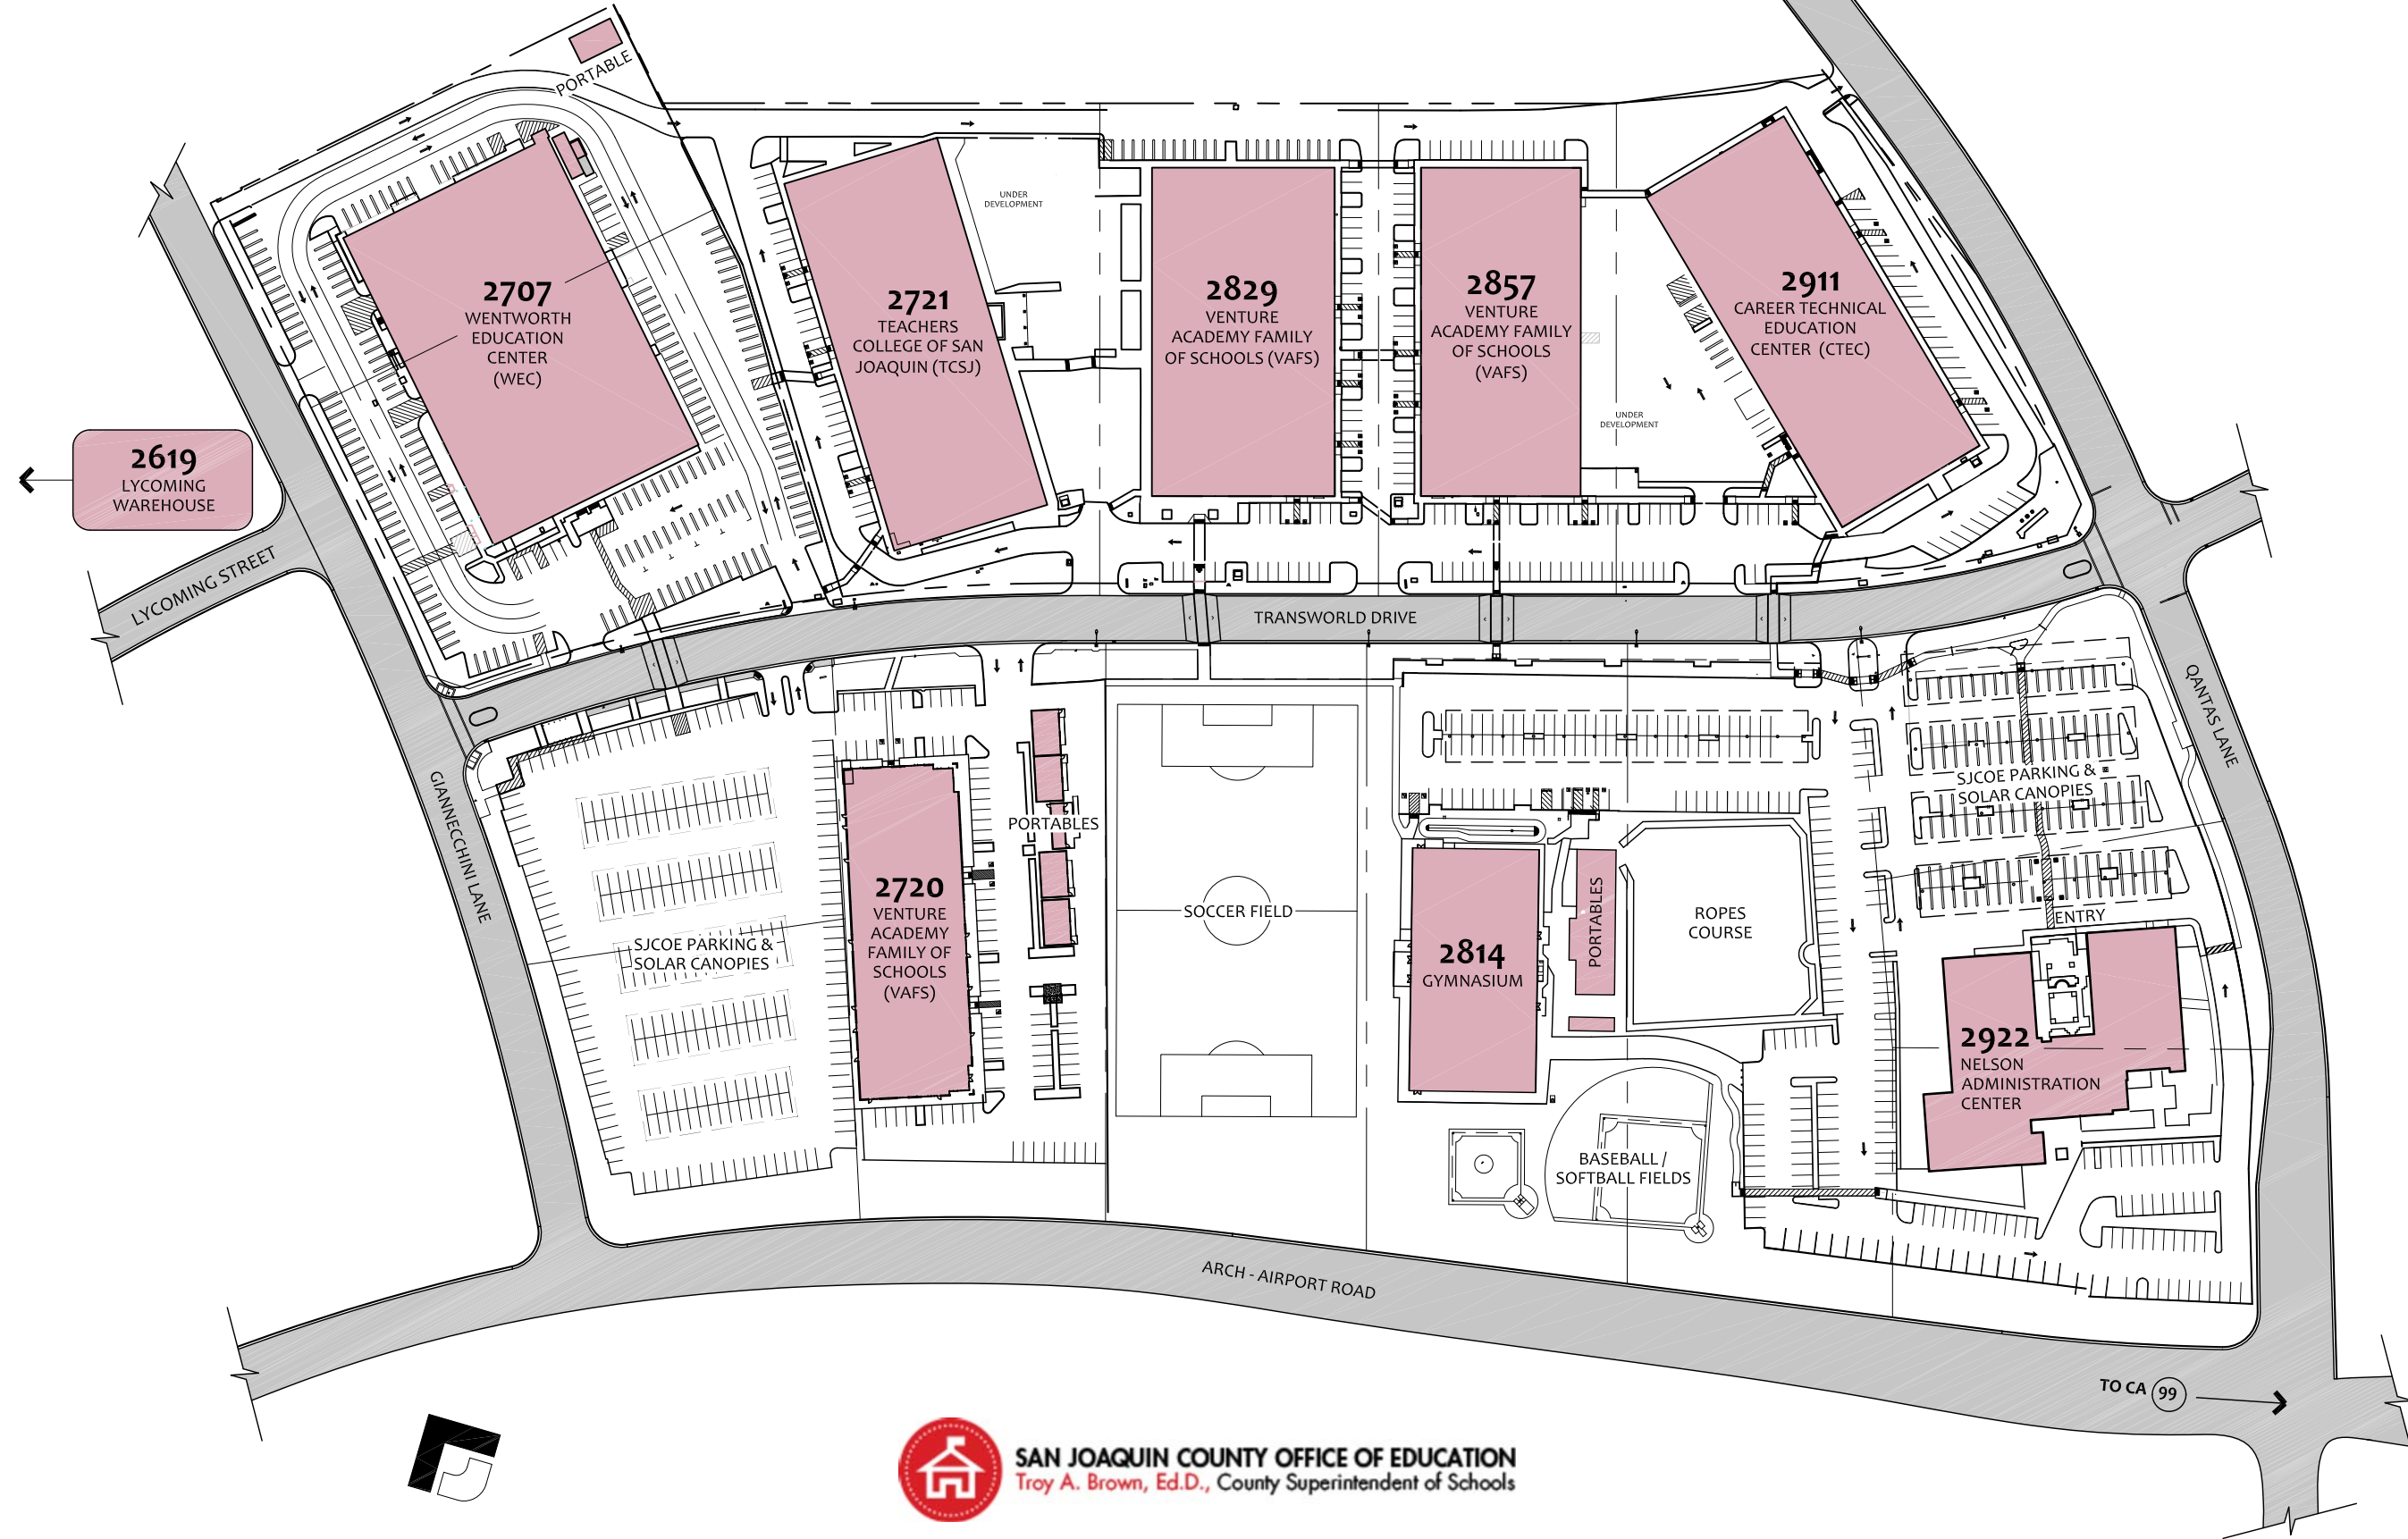 PORTABLE
2707
WENTWORTH
EDUCATION
CENTER
(WEC)
2721
TEACHERS
COLLEGE OF SAN
JOAQUIN (TCSJ)
UNDER
DEVELOPMENT
2829
VENTURE
ACADEMY FAMILY
OF SCHOOLS (VAFS)
2857
VENTURE
ACADEMY FAMILY
OF SCHOOLS
(VAFS)
UNDER
DEVELOPMENT
2911
CAREER TECHNICAL
EDUCATION
CENTER (CTEC)
2619
LYCOMING
WAREHOUSE
LYCOMING STREET
TRANSWORLD DRIVE
GIANNECCHINI LANE
QANTAS LANE
SJCOE PARKING &
SOLAR CANOPIES
2720
VENTURE
ACADEMY
FAMILY OF
SCHOOLS
(VAFS)
PORTABLES
SOCCER FIELD
2814
GYMNASIUM
PORTABLES
ROPES
COURSE
SJCOE PARKING &
SOLAR CANOPIES
ENTRY
2922
NELSON
ADMINISTRATION
CENTER
BASEBALL /
SOFTBALL FIELDS
ARCH - AIRPORT ROAD
TO CA 99
SAN JOAQUIN COUNTY OFFICE OF EDUCATION
Troy A. Brown, Ed.D., County Superintendent of Schools